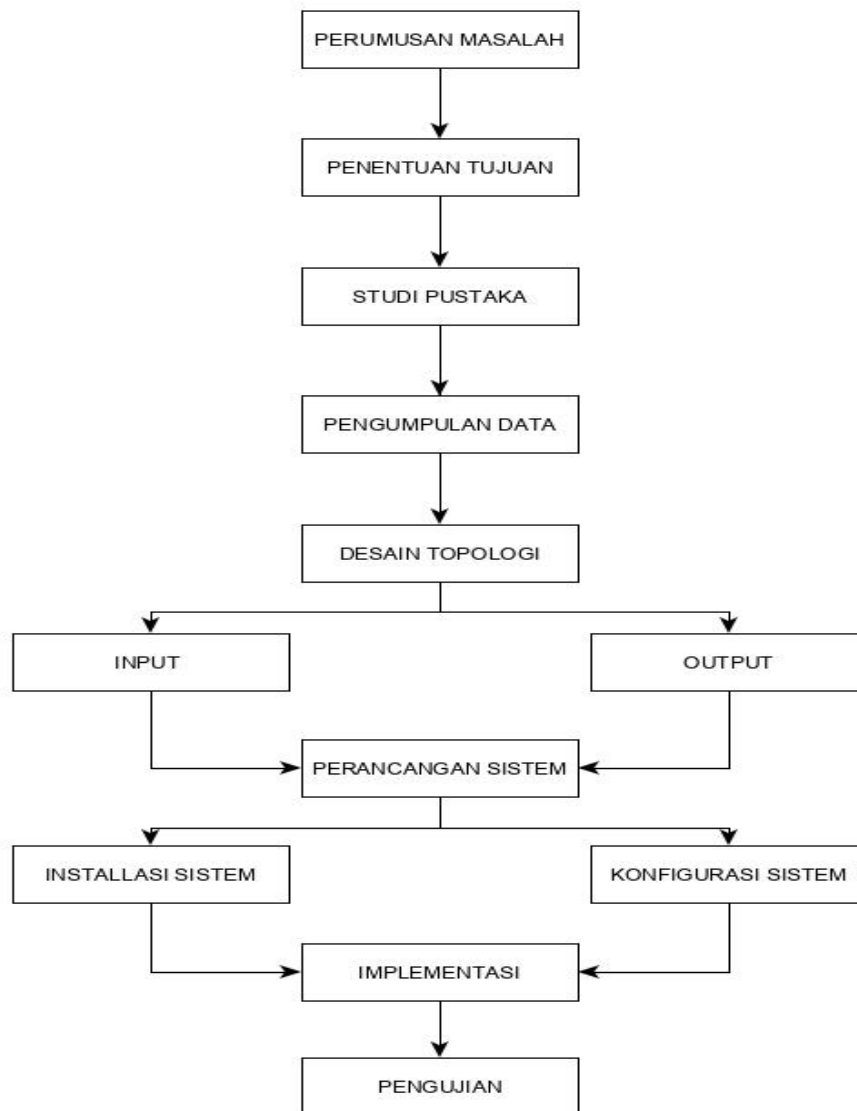 PERUMUSAN MASALAH
PENENTUAN TUJUAN
STUDI PUSTAKA
PENGUMPULAN DATA
DESAIN TOPOLOGI
INPUT
OUTPUT
PERANCANGAN SISTEM
INSTALLASI SISTEM
KONFIGURASI SISTEM
IMPLEMENTASI
PENGUJIAN